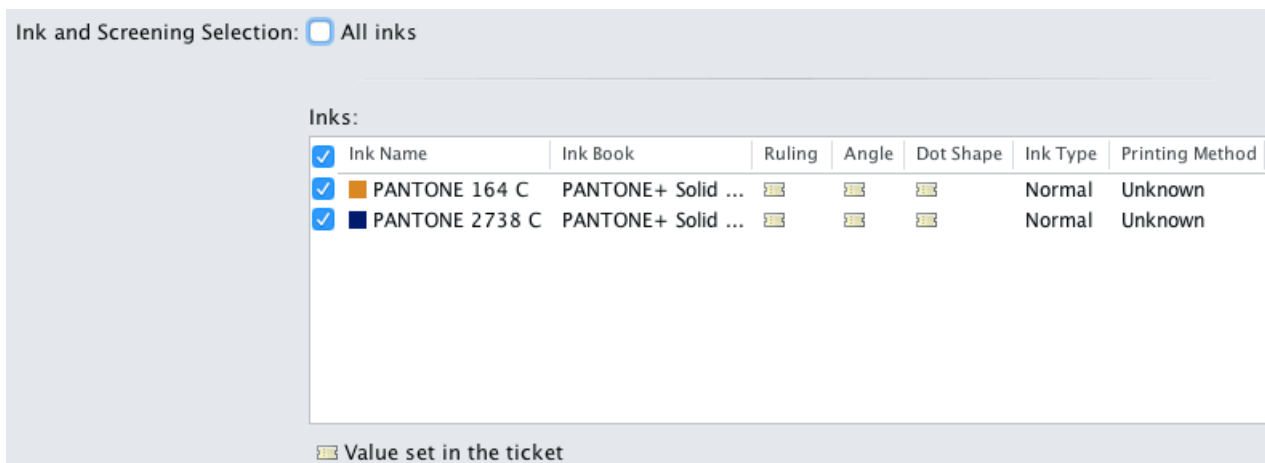 Ink and Screening Selection: All inks
Inks:
Ink Name Ink Book Ruling Angle Dot Shape Ink Type Printing Method
PANTONE 164 C PANTONE+ Solid ... Normal Unknown
PANTONE 2738 C PANTONE+ Solid ... Normal Unknown
Value set in the ticket